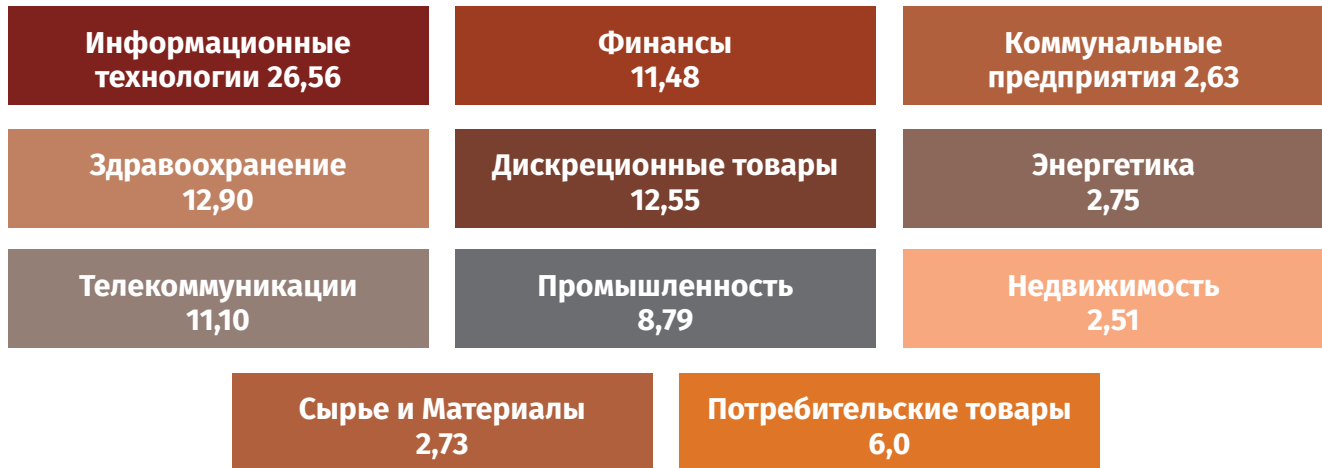 Информационные
технологии 26,56
Финансы
11,48
Коммунальные
предприятия 2,63
Здравоохранение
12,90
Дискреционные товары
12,55
Энергетика
2,75
Телекоммуникации
11,10
Промышленность
8,79
Недвижимость
2,51
Сырье и Материалы
2,73
Потребительские товары
6,0